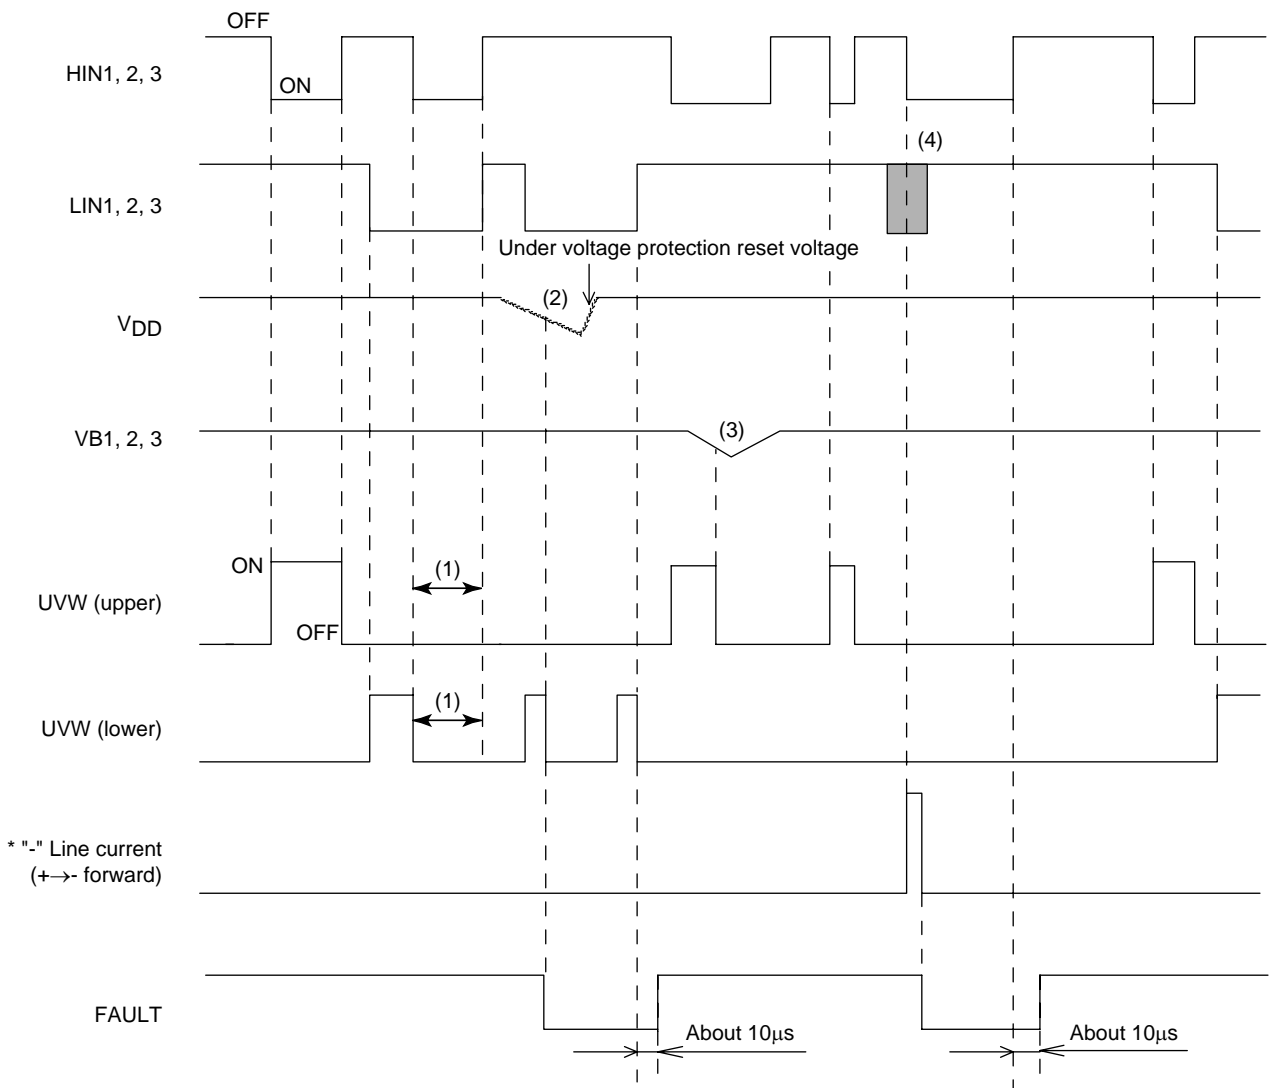 OFF
HIN1, 2, 3
ON
(4)
LIN1, 2, 3
Under voltage protection reset voltage
(2)
VDD
VB1, 2, 3
(3)
ON
(1)
UVW (upper)
OFF
(1)
UVW (lower)
* "-" Line current
(+→- forward)
FAULT
About 10μs
About 10μs